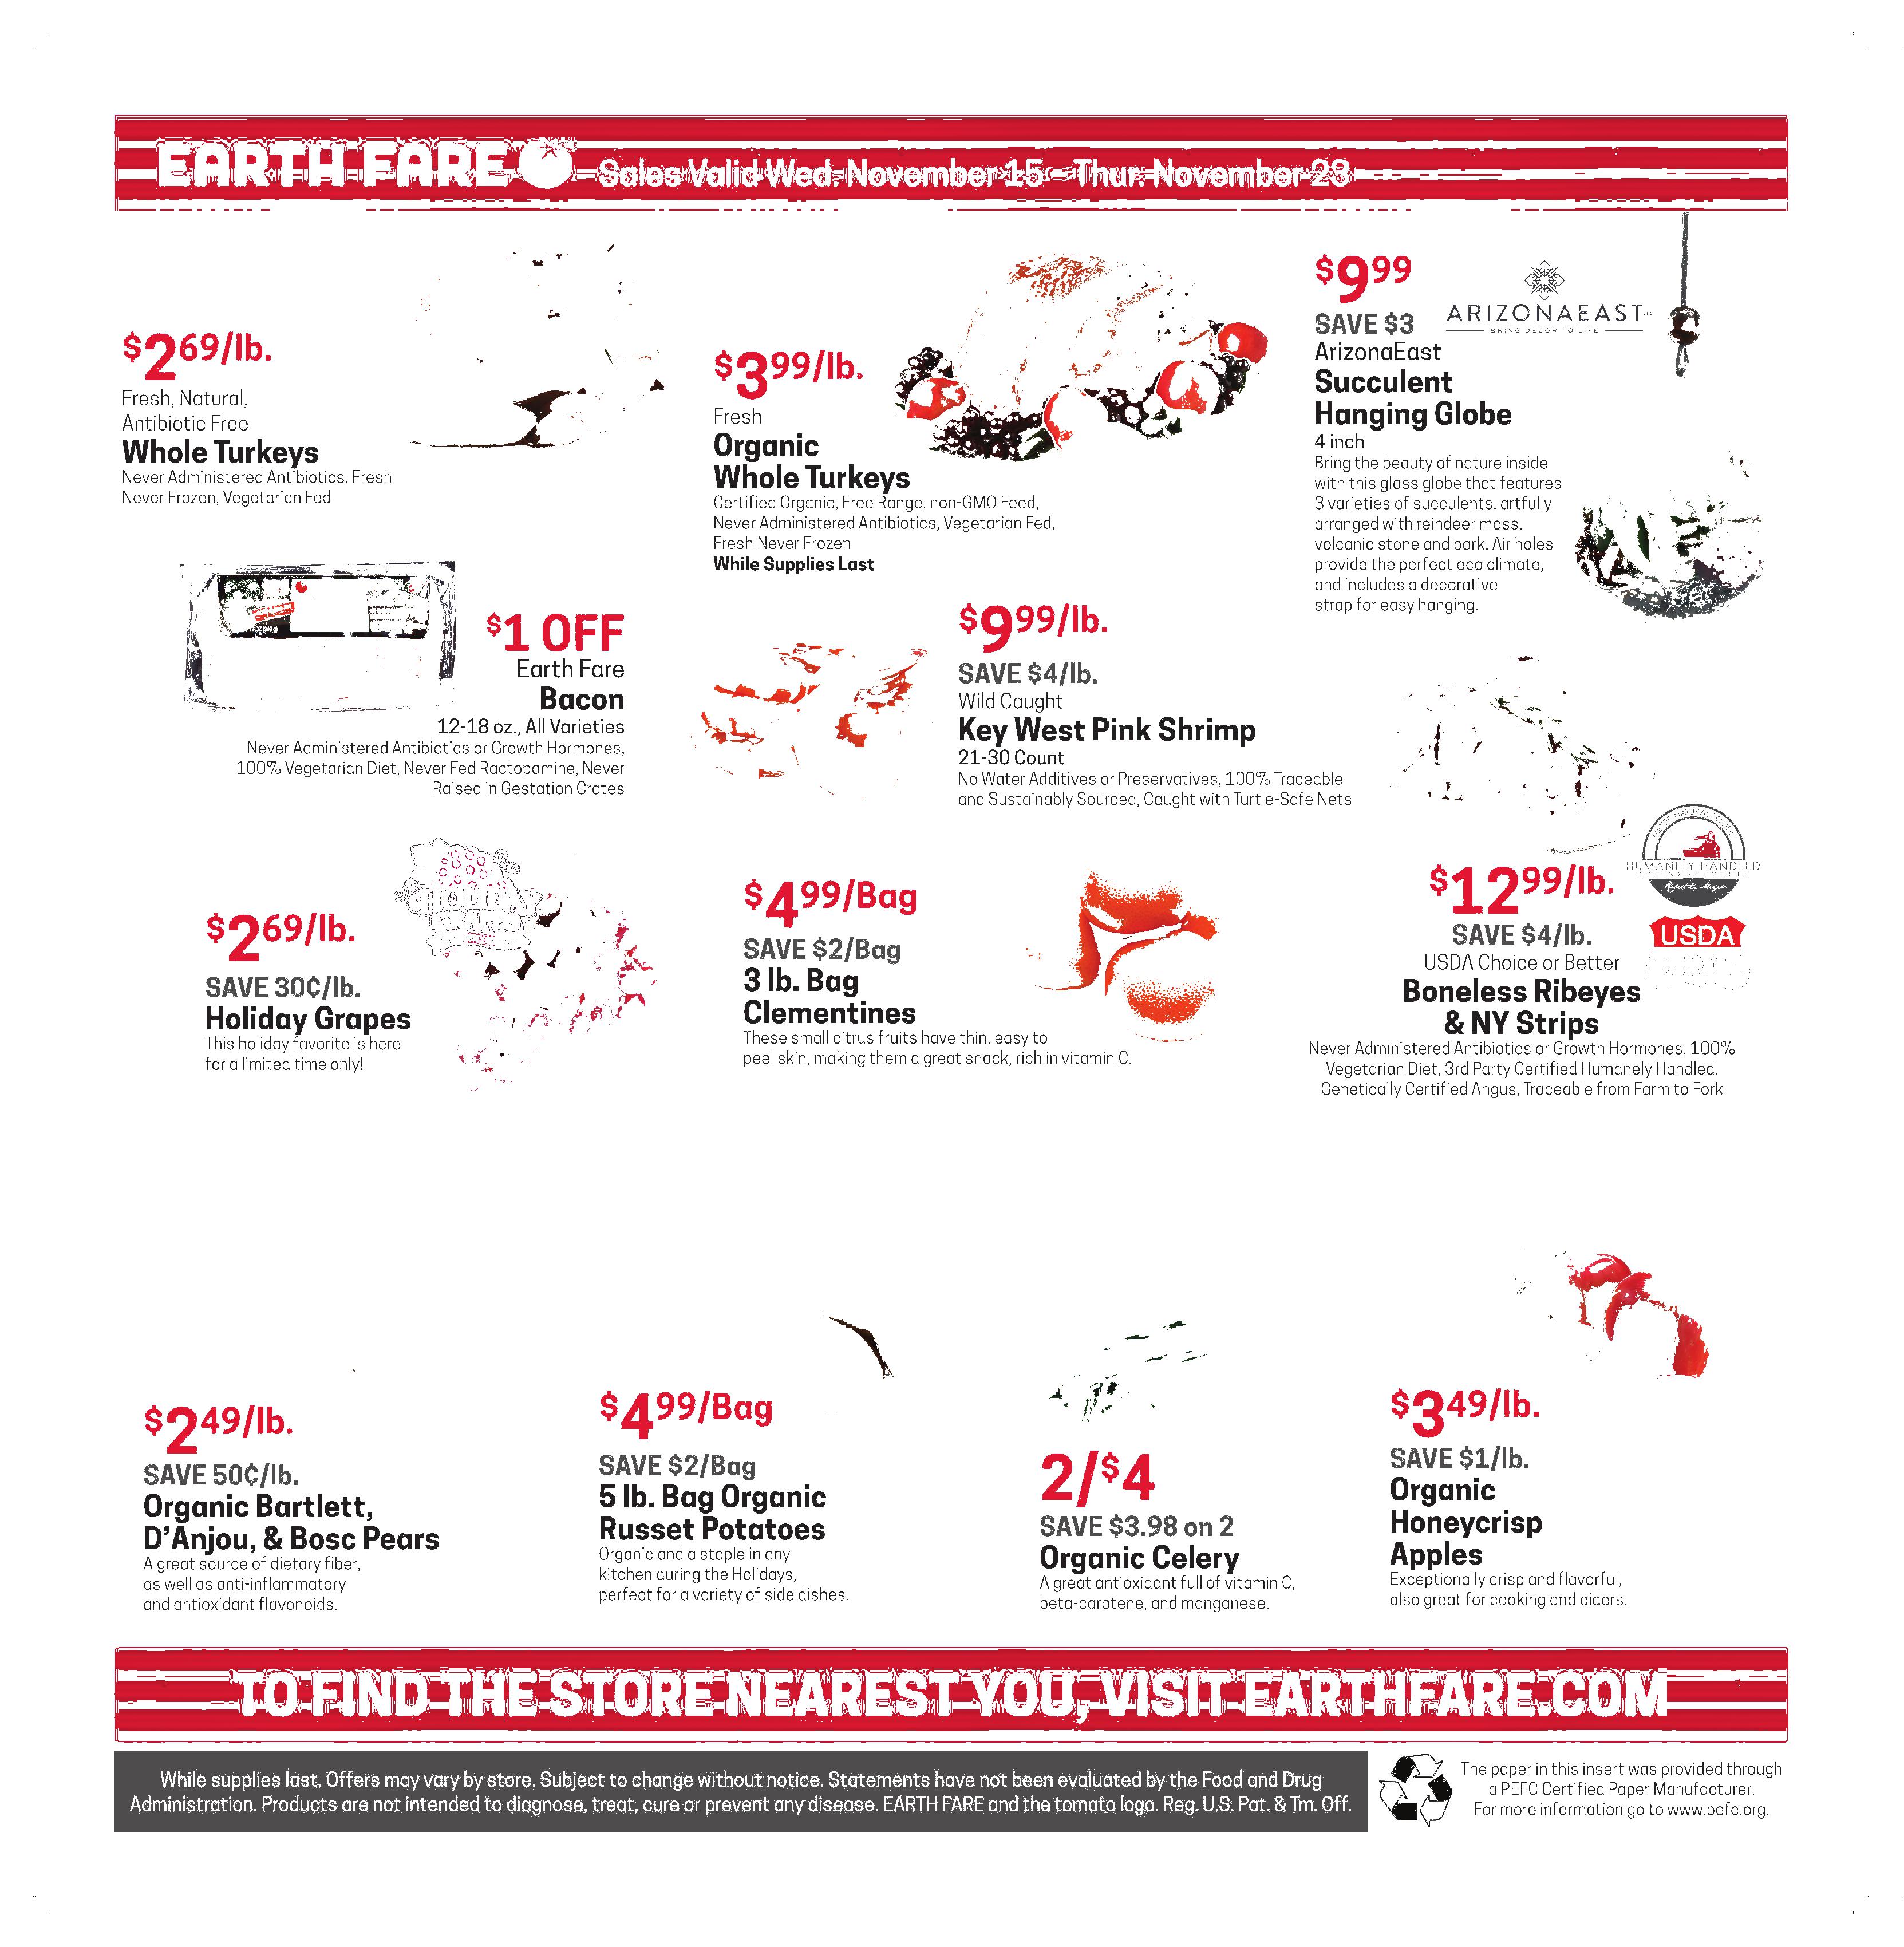 EARTH FARE Sales Valid Wed. November 15 - Thur. November 23
$2 69/lb.
Fresh, Natural,
Antibiotic Free
Whole Turkeys
Never Administered Antibiotics, Fresh
Never Frozen, Vegetarian Fed
$3 99/lb.
Fresh
Organic
Whole Turkeys
Certified Organic, Free Range, non-GMO Feed,
Never Administered Antibiotics, Vegetarian Fed,
Fresh Never Frozen
While Supplies Last
$9 99
SAVE $3
ArizonaEast
Succulent
Hanging Globe
4 inch
Bring the beauty of nature inside
with this glass globe that features
3 varieties of succulents, artfully
arranged with reindeer moss,
volcanic stone and bark. Air holes
provide the perfect eco climate,
and includes a decorative
strap for easy hanging.
ARIZONAEAST
BRING DECOR TO LIFE
$1 OFF
Earth Fare
Bacon
12-18 oz., All Varieties
Never Administered Antibiotics or Growth Hormones,
100% Vegetarian Diet, Never Fed Ractopamine, Never
Raised in Gestation Crates
$9 99/lb.
SAVE $4/lb.
Wild Caught
Key West Pink Shrimp
21-30 Count
No Water Additives or Preservatives, 100% Traceable
and Sustainably Sourced, Caught with Turtle-Safe Nets
$2 69/lb.
SAVE 30¢/lb.
Holiday Grapes
This holiday favorite is here
for a limited time only!
HOLIDAY
$4 99/Bag
SAVE $2/Bag
3 lb. Bag
Clementines
These small citrus fruits have thin, easy to
peel skin, making them a great snack, rich in vitamin C.
$12 99/lb.
SAVE $4/lb.
USDA Choice or Better
Boneless Ribeyes
& NY Strips
Never Administered Antibiotics or Growth Hormones, 100%
Vegetarian Diet, 3rd Party Certified Humanely Handled,
Genetically Certified Angus, Traceable from Farm to Fork
HUMANELY HANDLED
USDA
$2 49/lb.
SAVE 50¢/lb.
Organic Bartlett,
D'Anjou, & Bosc Pears
A great source of dietary fiber,
as well as anti-inflammatory
and antioxidant flavonoids.
$4 99/Bag
SAVE $2/Bag
5 lb. Bag Organic
Russet Potatoes
Organic and a staple in any
kitchen during the Holidays,
perfect for a variety of side dishes.
2/$4
SAVE $3.98 on 2
Organic Celery
A great antioxidant full of vitamin C,
beta-carotene, and manganese.
$3 49/lb.
SAVE $1/lb.
Organic
Honeycrisp
Apples
Exceptionally crisp and flavorful,
also great for cooking and ciders.
TO FIND THE STORE NEAREST YOU, VISIT EARTHFARE.COM
While supplies last. Offers may vary by store. Subject to change without notice. Statements have not been evaluated by the Food and Drug
Administration. Products are not intended to diagnose, treat, cure or prevent any disease. EARTH FARE and the tomato logo. Reg. U.S. Pat. & Tm. Off.
The paper in this insert was provided through
a PEFC Certified Paper Manufacturer.
For more information go to www.pefc.org.